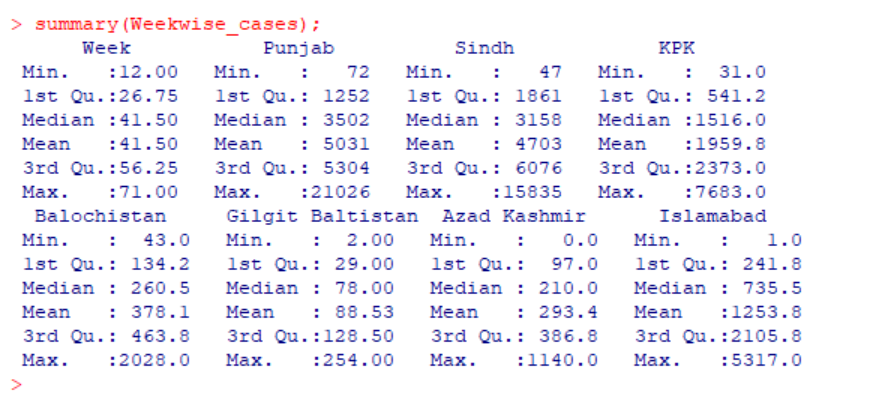 > summary(Weekwise_cases);
Week Punjab Sindh KPK
Min. :12.00 Min. : 72 Min. : 47 Min. : 31.0
1st Qu.:26.75 1st Qu.: 1252 1st Qu.: 1861 1st Qu.: 541.2
Median :41.50 Median : 3502 Median : 3158 Median :1516.0
Mean :41.50 Mean : 5031 Mean : 4703 Mean :1959.8
3rd Qu.:56.25 3rd Qu.: 5304 3rd Qu.: 6076 3rd Qu.:2373.0
Max. :71.00 Max. :21026 Max. :15835 Max. :7683.0
Balochistan Gilgit Baltistan Azad Kashmir Islamabad
Min. : 43.0 Min. : 2.00 Min. : 0.0 Min. : 1.0
1st Qu.: 134.2 1st Qu.: 29.00 1st Qu.: 97.0 1st Qu.: 241.8
Median : 260.5 Median : 78.00 Median : 210.0 Median : 735.5
Mean : 378.1 Mean : 88.53 Mean : 293.4 Mean :1253.8
3rd Qu.: 463.8 3rd Qu.:128.50 3rd Qu.: 386.8 3rd Qu.:2105.8
Max. :2028.0 Max. :254.00 Max. :1140.0 Max. :5317.0
>